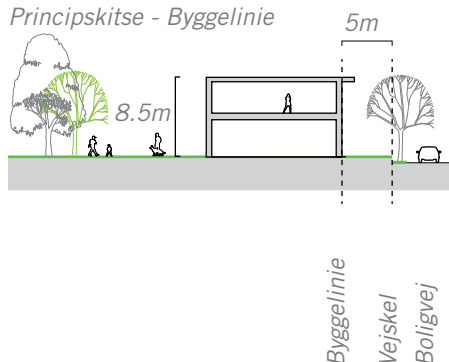 Principskitse - Byggelinie
5m
8.5m
Byggelinie
Vejskel
Boligvej